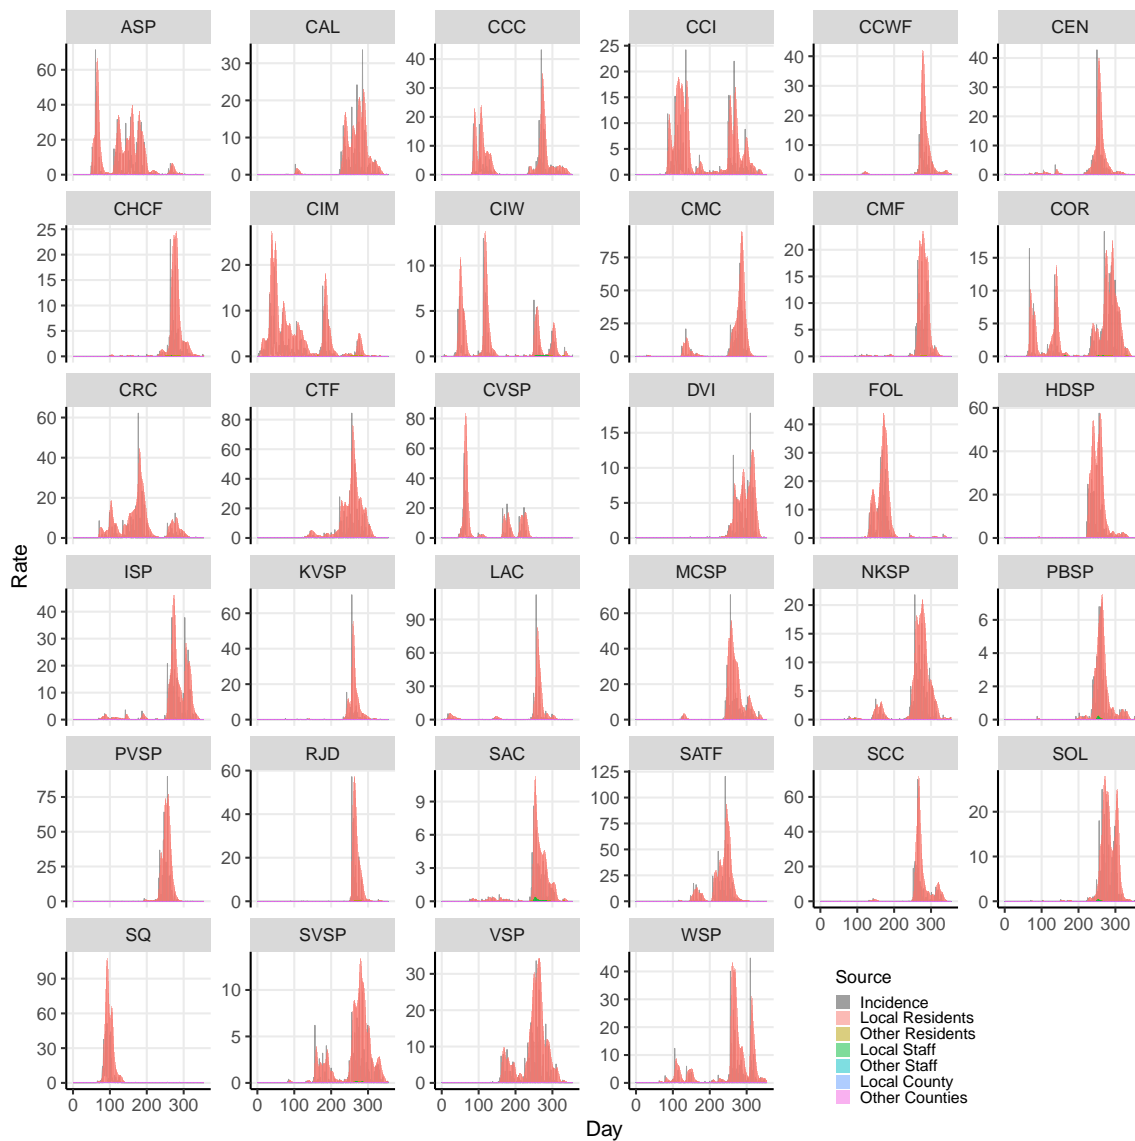 ASP CAL CCC CCI CCWF CEN
60 40 20 0
30 20 10 0
40 30 20 10 0
25 20 15 10 5 0
40 30 20 10 0
40 30 20 10 0
CHCF CIM CIW CMC CMF COR
25 20 15 10 5 0
20 10 0
10 5 0
75 50 25 0
20 15 10 5 0
15 10 5 0
CRC CTF CVSP DVI FOL HDSP
60 40 20 0
80 60 40 20 0
80 60 40 20 0
15 10 5 0
40 30 20 10 0
60 40 20 0
ISP KVSP LAC MCSP NKSP PBSP
40 30 20 10 0
60 40 20 0
90 60 30 0
60 40 20 0
20 15 10 5 0
6 4 2 0
PVSP RJD SAC SATF SCC SOL
75 50 25 0
60 40 20 0
9 6 3 0
125 100 75 50 25 0
60 40 20 0
20 10 0
0 100 200 300
0 100 200 300
SQ SVSP VSP WSP
90 60 30 0
10 5 0
30 20 10 0
40 30 20 10 0
0 100 200 300
0 100 200 300
0 100 200 300
0 100 200 300
Rate
Day
Source
Incidence
Local Residents
Other Residents
Local Staff
Other Staff
Local County
Other Counties